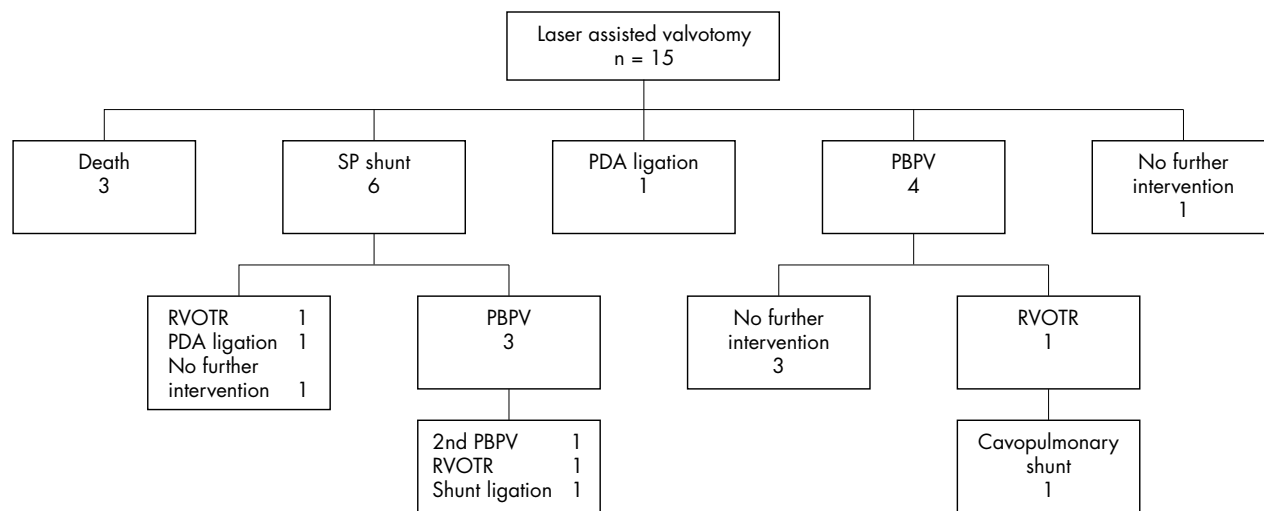 Laser assisted valvotomy
n = 15
Death
3
SP shunt
6
PDA ligation
1
PBPV
4
No further
intervention
1
RVOTR 1
PDA ligation 1
No further
intervention 1
PBPV
3
No further
intervention
3
RVOTR
1
2nd PBPV 1
RVOTR 1
Shunt ligation 1
Cavopulmonary
shunt
1